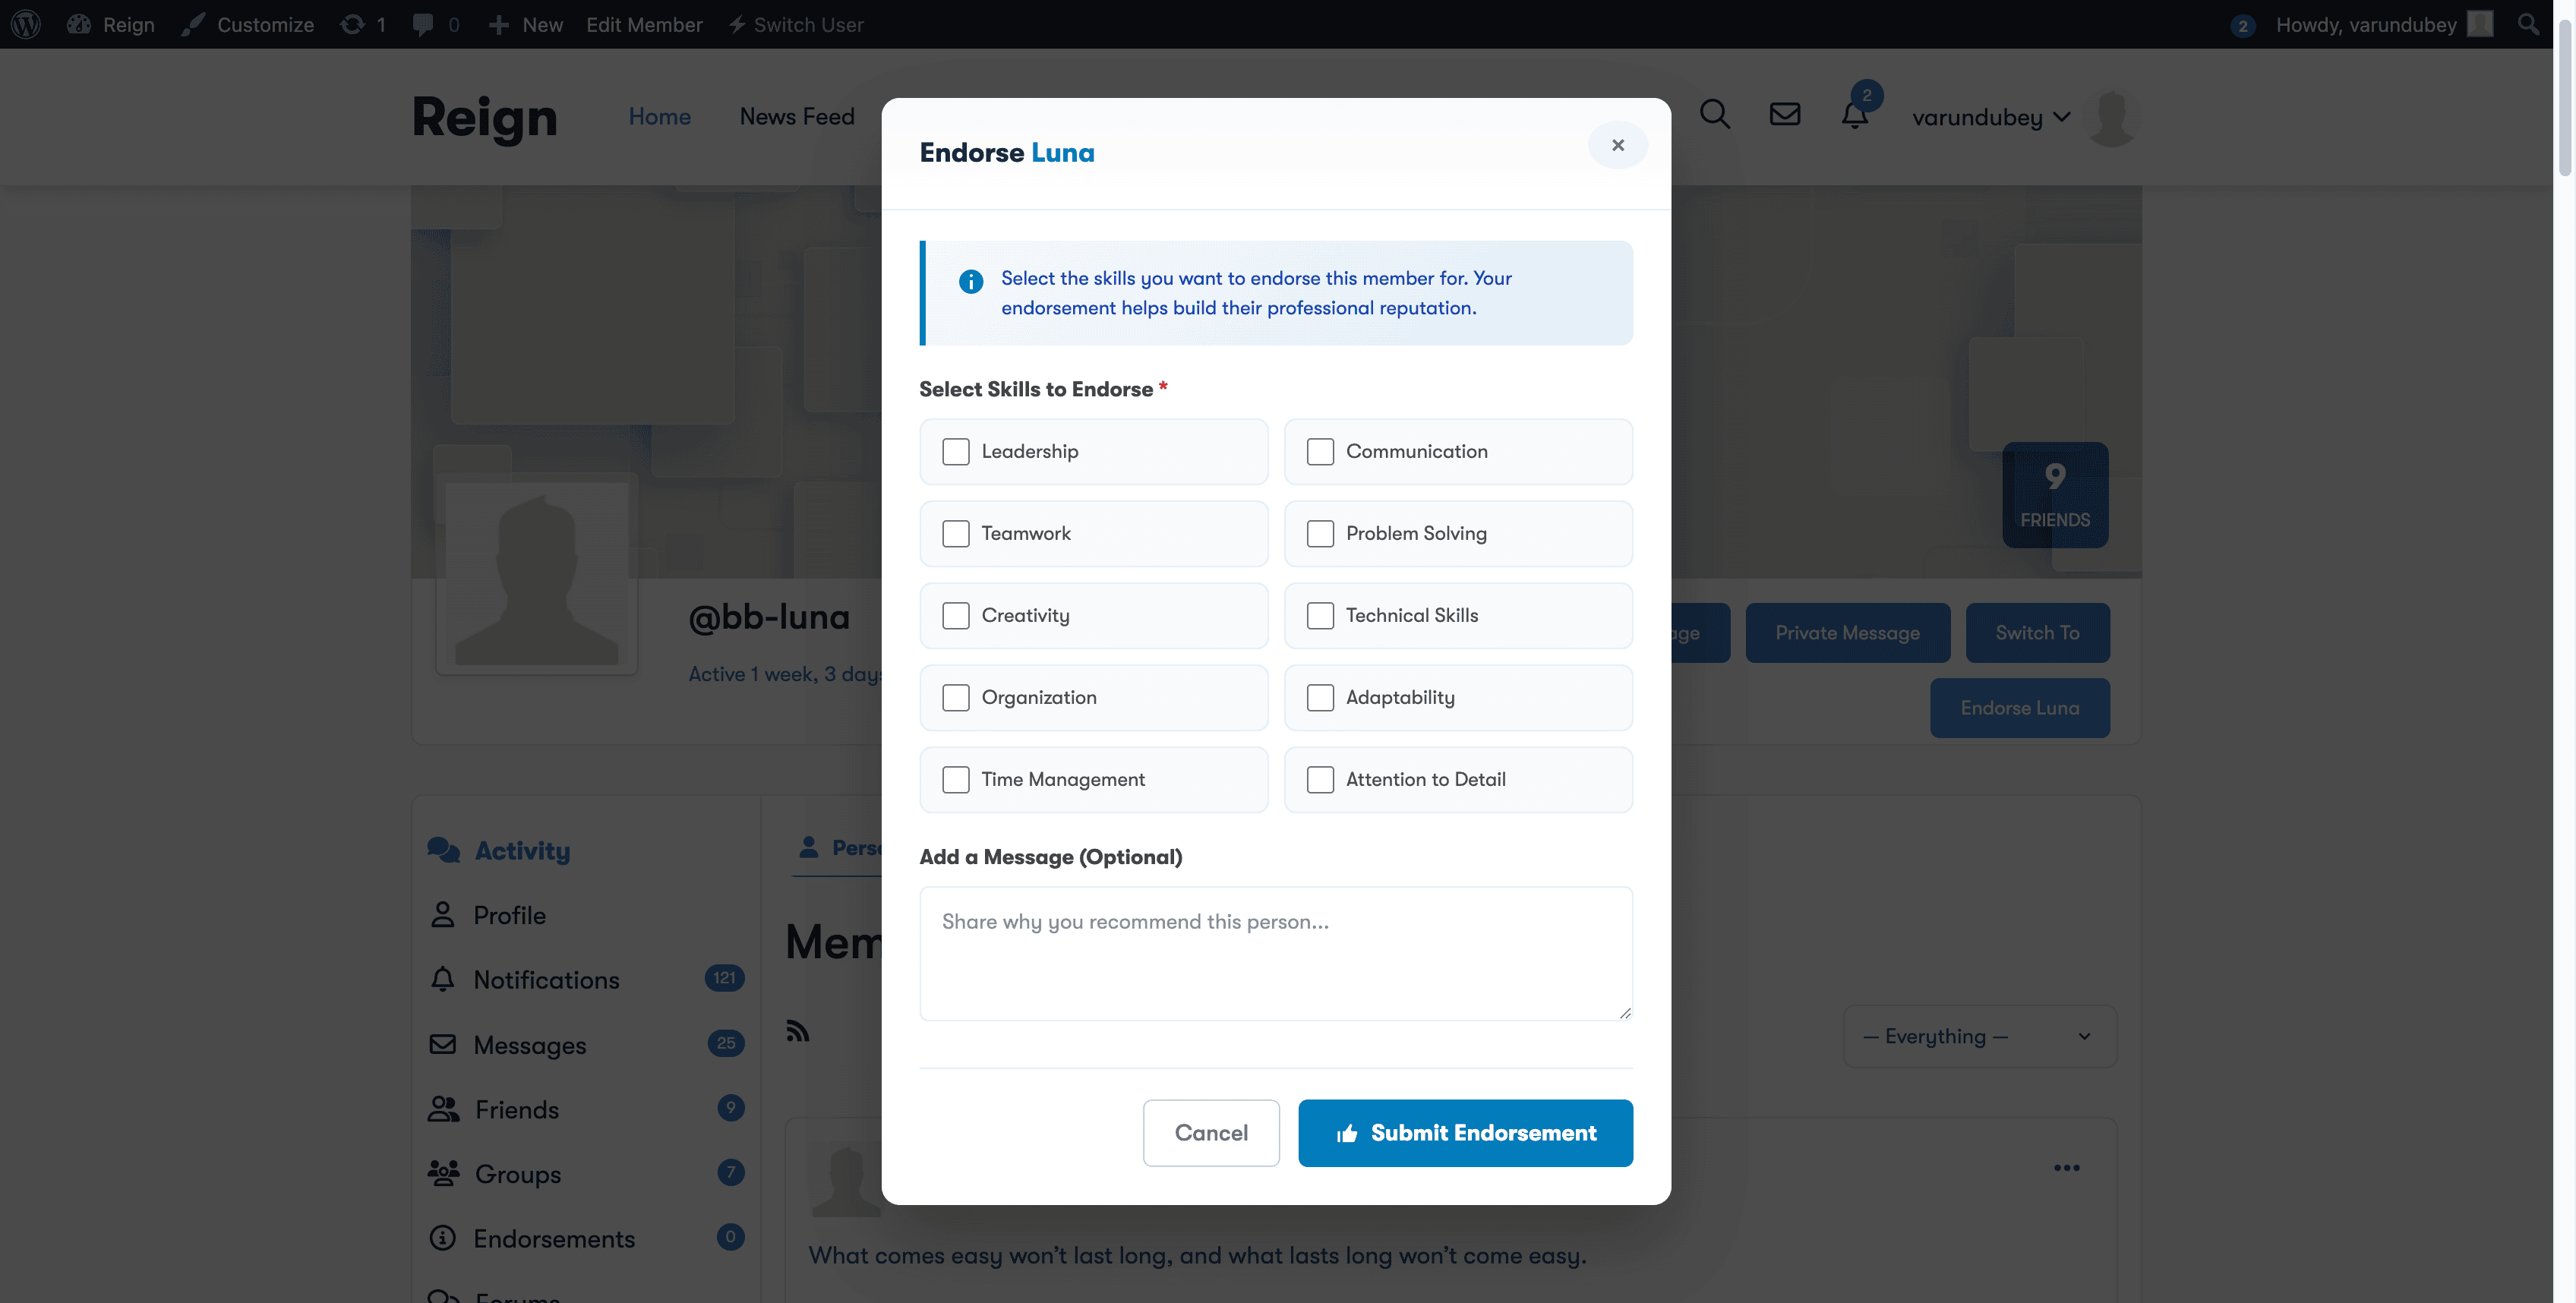 Reign Customize 1 0 New Edit Member Switch User 2 Howdy, varundubey
Reign Home News Feed 2 varundubey
Endorse Luna ×
Select the skills you want to endorse this member for. Your
endorsement helps build their professional reputation.
Select Skills to Endorse *
Leadership Communication
Teamwork Problem Solving
Creativity Technical Skills
Organization Adaptability
Time Management Attention to Detail
Add a Message (Optional)
Share why you recommend this person...
Cancel Submit Endorsement
9
FRIENDS
@bb-luna
Active 1 week, 3 days
Private Message Switch To
Endorse Luna
Activity
Profile
Notifications 121
Messages 25
Friends 9
Groups 7
Endorsements 0
— Everything —
What comes easy won't last long, and what lasts long won't come easy.